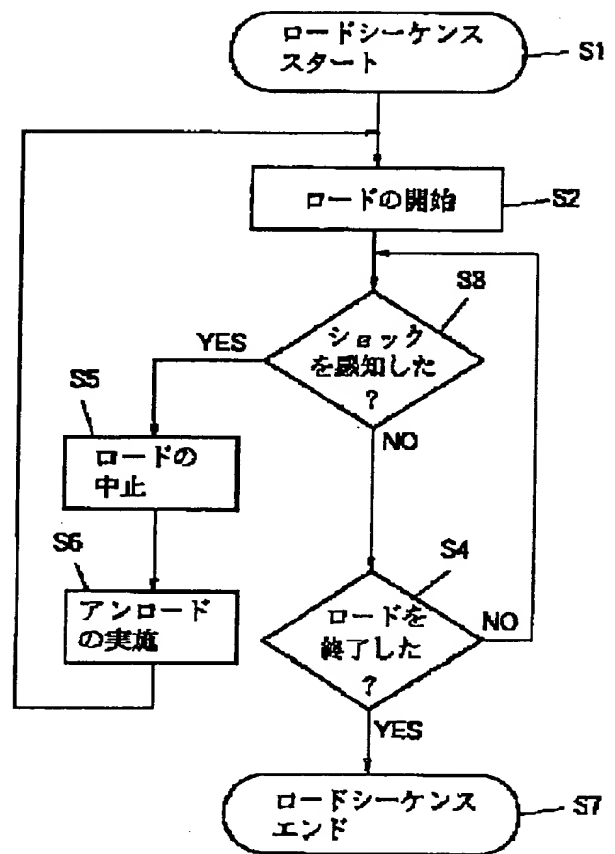 ロードシーケンス
スタート
S1
ロードの開始
S2
S3
ショック
を感知した
?
YES
NO
S5
ロードの
中止
S6
アンロード
の実施
S4
ロードを
終了した
?
NO
YES
ロードシーケンス
エンド
S7